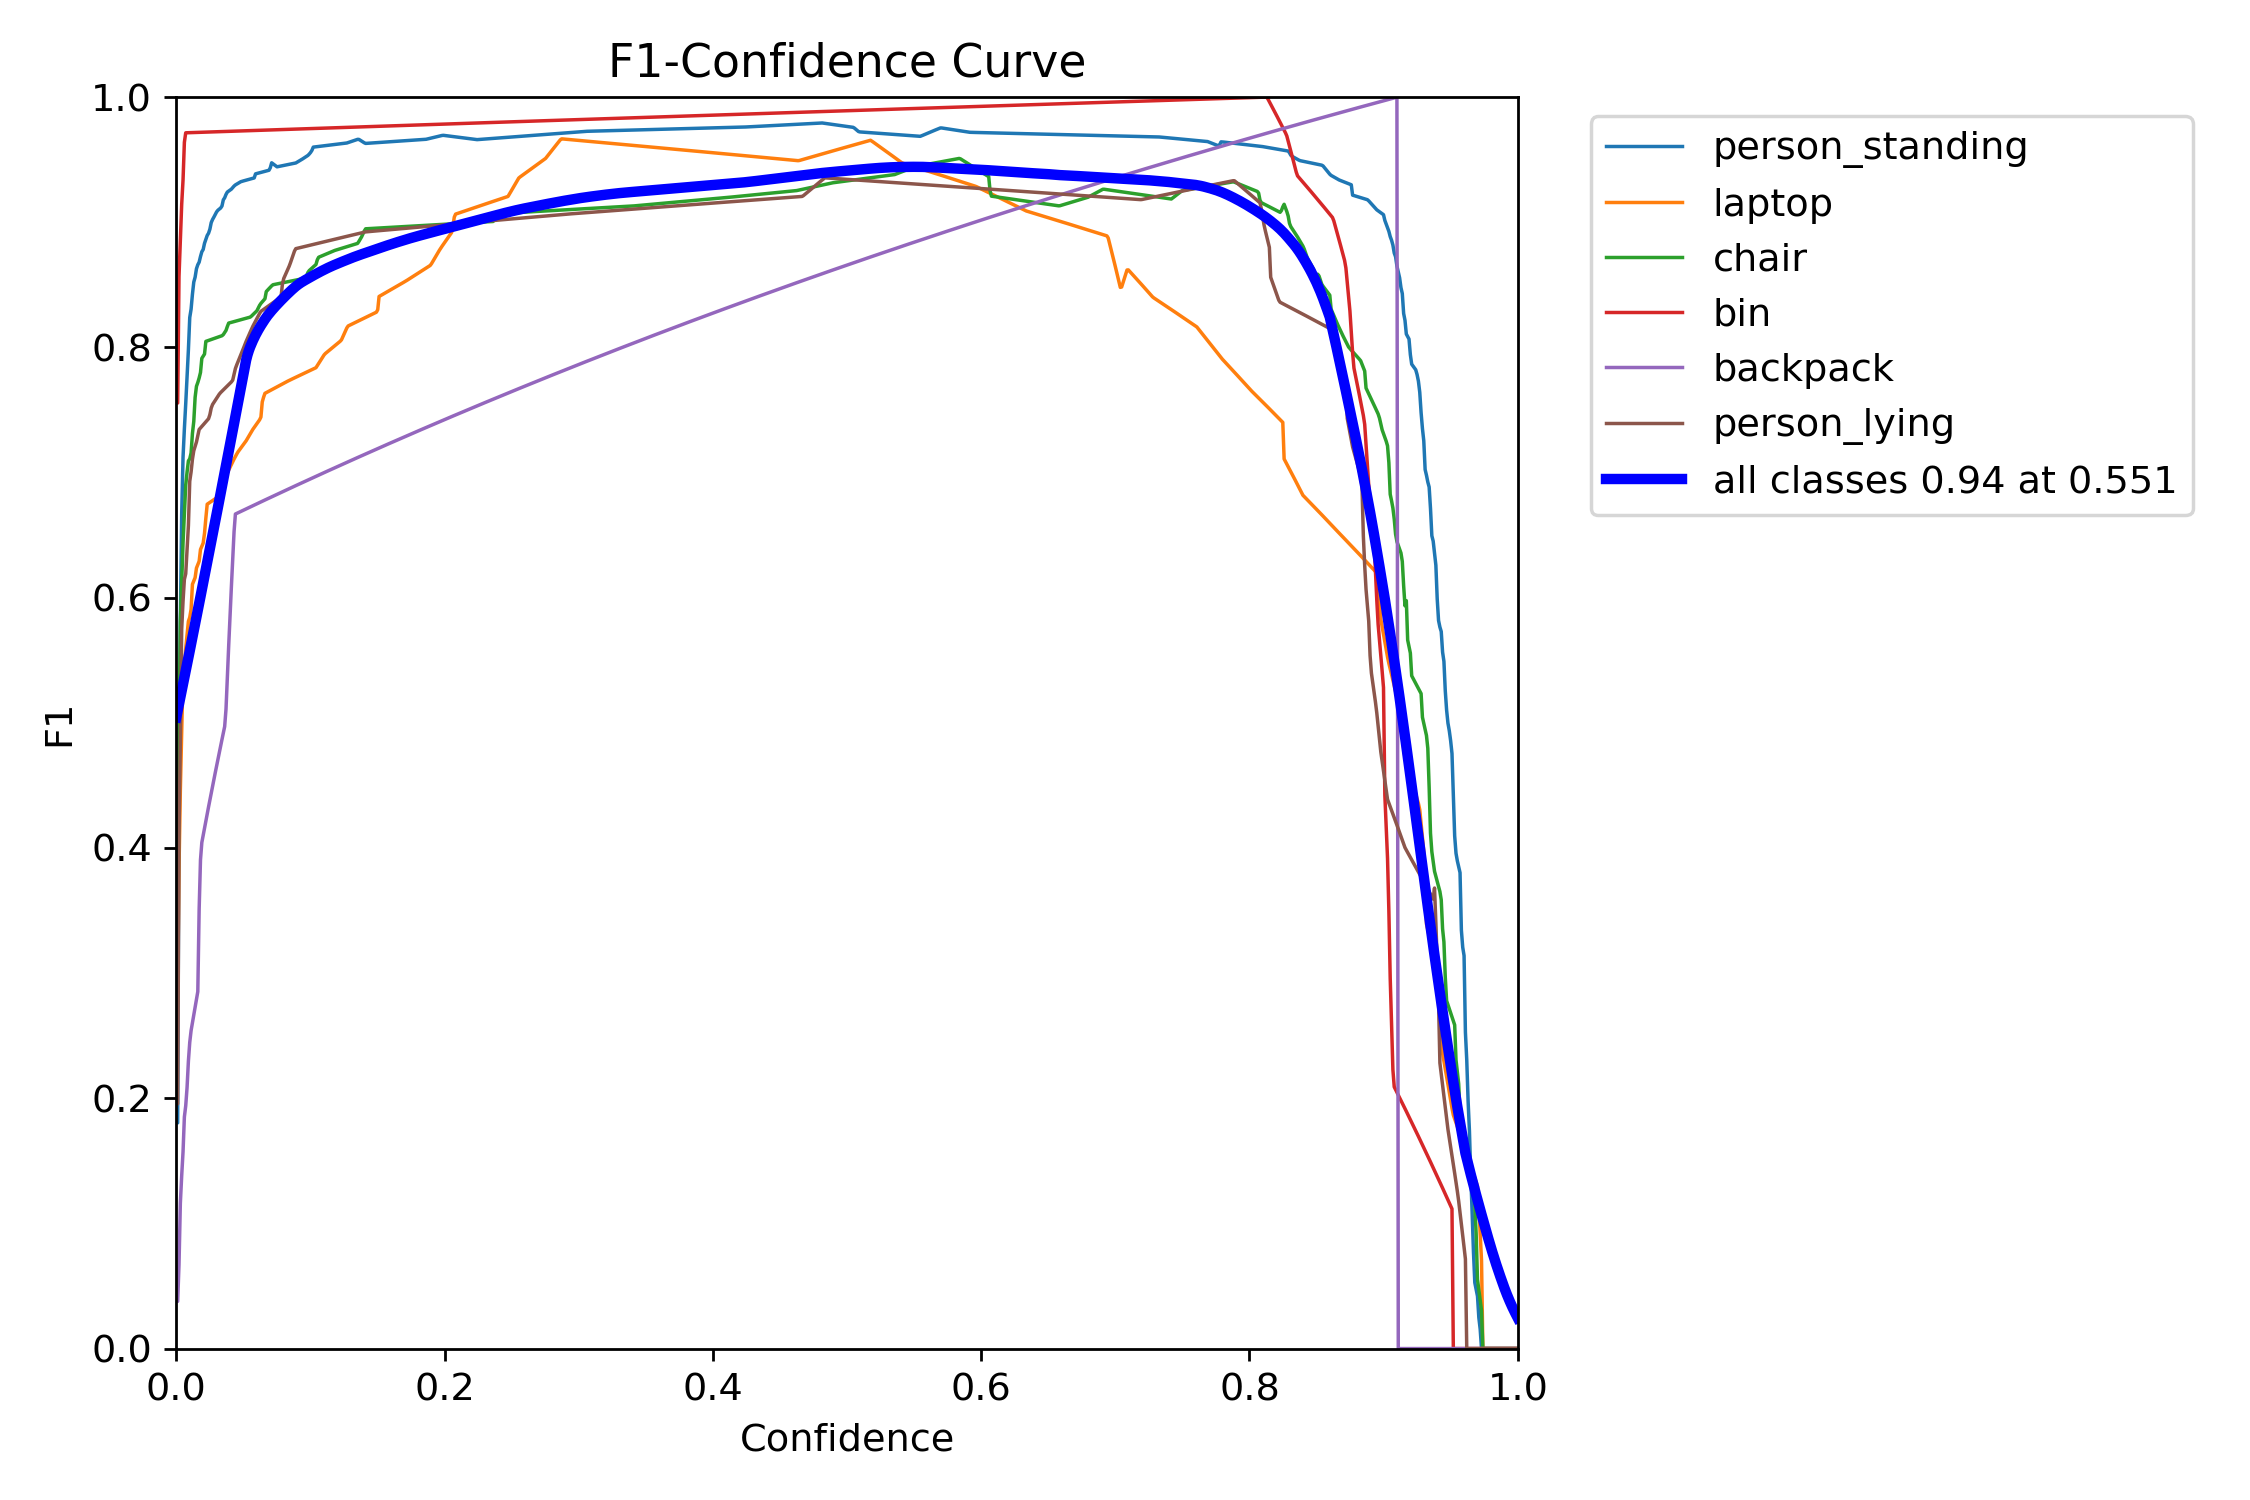 F1-Confidence Curve
1.0
0.8
0.6
0.4
0.2
0.0
F1
0.0 0.2 0.4 0.6 0.8 1.0
Confidence
person_standing
laptop
chair
bin
backpack
person_lying
all classes 0.94 at 0.551